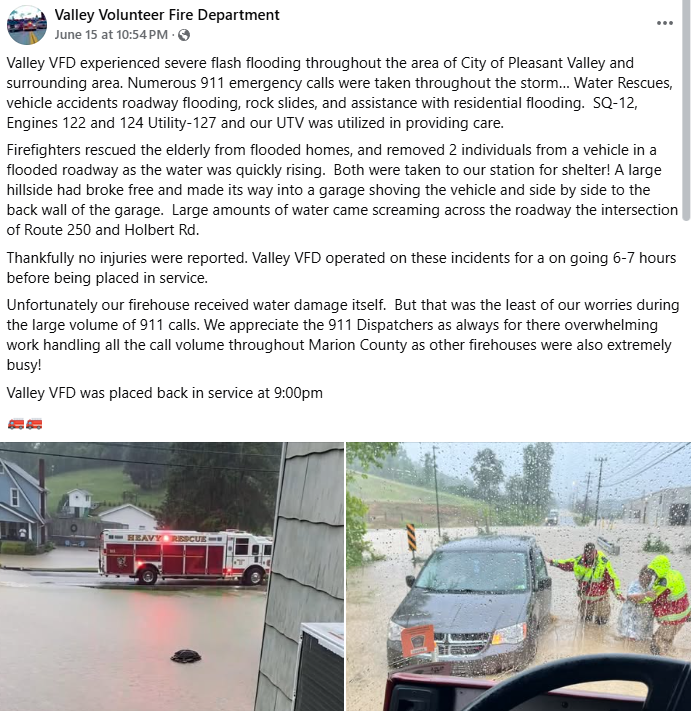 Valley Volunteer Fire Department
June 15 at 10:54 PM ·
Valley VFD experienced severe flash flooding throughout the area of City of Pleasant Valley and
surrounding area. Numerous 911 emergency calls were taken throughout the storm... Water Rescues,
vehicle accidents roadway flooding, rock slides, and assistance with residential flooding.  SQ-12,
Engines 122 and 124 Utility-127 and our UTV was utilized in providing care.
Firefighters rescued the elderly from flooded homes, and removed 2 individuals from a vehicle in a
flooded roadway as the water was quickly rising.  Both were taken to our station for shelter! A large
hillside had broke free and made its way into a garage shoving the vehicle and side by side to the
back wall of the garage.  Large amounts of water came screaming across the roadway the intersection
of Route 250 and Holbert Rd.
Thankfully no injuries were reported. Valley VFD operated on these incidents for a on going 6-7 hours
before being placed in service.
Unfortunately our firehouse received water damage itself.  But that was the least of our worries during
the large volume of 911 calls. We appreciate the 911 Dispatchers as always for there overwhelming
work handling all the call volume throughout Marion County as other firehouses were also extremely
busy!
Valley VFD was placed back in service at 9:00pm
🚒🚒
HEAVY RESCUE